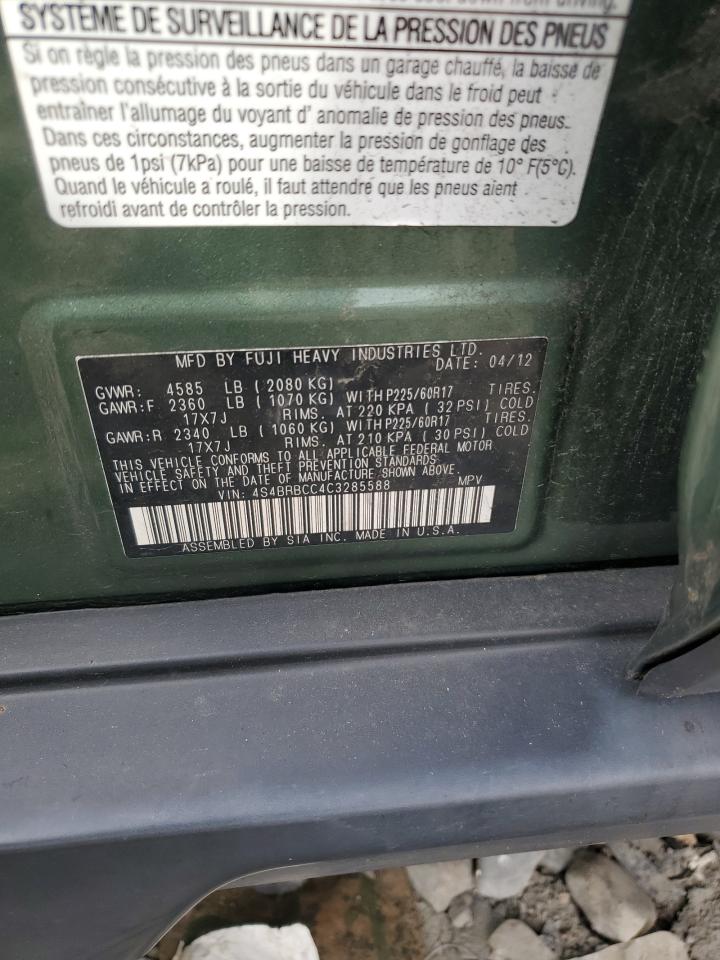 from driving.
SYSTÈME DE SURVEILLANCE DE LA PRESSION DES PNEUS
Si on règle la pression des pneus dans un garage chauffé, la baisse de
pression consécutive à la sortie du véhicule dans le froid peut
entraîner l'allumage du voyant d' anomalie de pression des pneus.
Dans ces circonstances, augmenter la pression de gonflage des
pneus de 1psi (7kPa) pour une baisse de température de 10° F(5°C).
Quand le véhicule a roulé, il faut attendre que les pneus aient
refroidi avant de contrôler la pression.
MFD BY FUJI HEAVY INDUSTRIES LTD.
DATE: 04/12
GVWR: 4585 LB (2080 KG)
GAWR:F 2360 LB (1070 KG) WITH P225/60R17 TIRES.
17X7J RIMS. AT 220 KPA (32 PSI) COLD
GAWR:R 2340 LB (1060 KG) WITH P225/60R17 TIRES.
17X7J RIMS. AT 210 KPA (30 PSI) COLD
THIS VEHICLE CONFORMS TO ALL APPLICABLE FEDERAL MOTOR
VEHICLE SAFETY AND THEFT PREVENTION STANDARDS
IN EFFECT ON THE DATE OF MANUFACTURE SHOWN ABOVE.
VIN: 4S4BRBCC4C3285588 MPV
ASSEMBLED BY SIA INC. MADE IN U.S.A.